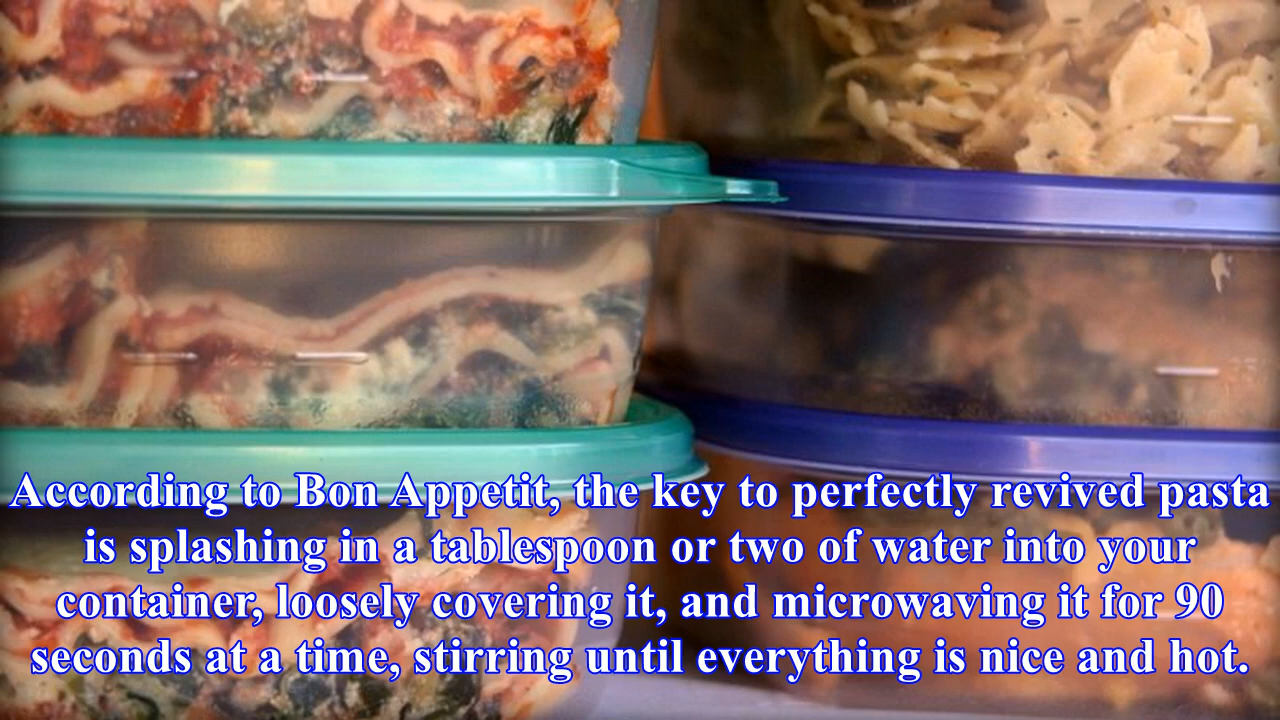 According to Bon Appetit, the key to perfectly revived pasta
is splashing in a tablespoon or two of water into your
container, loosely covering it, and microwaving it for 90
seconds at a time, stirring until everything is nice and hot.